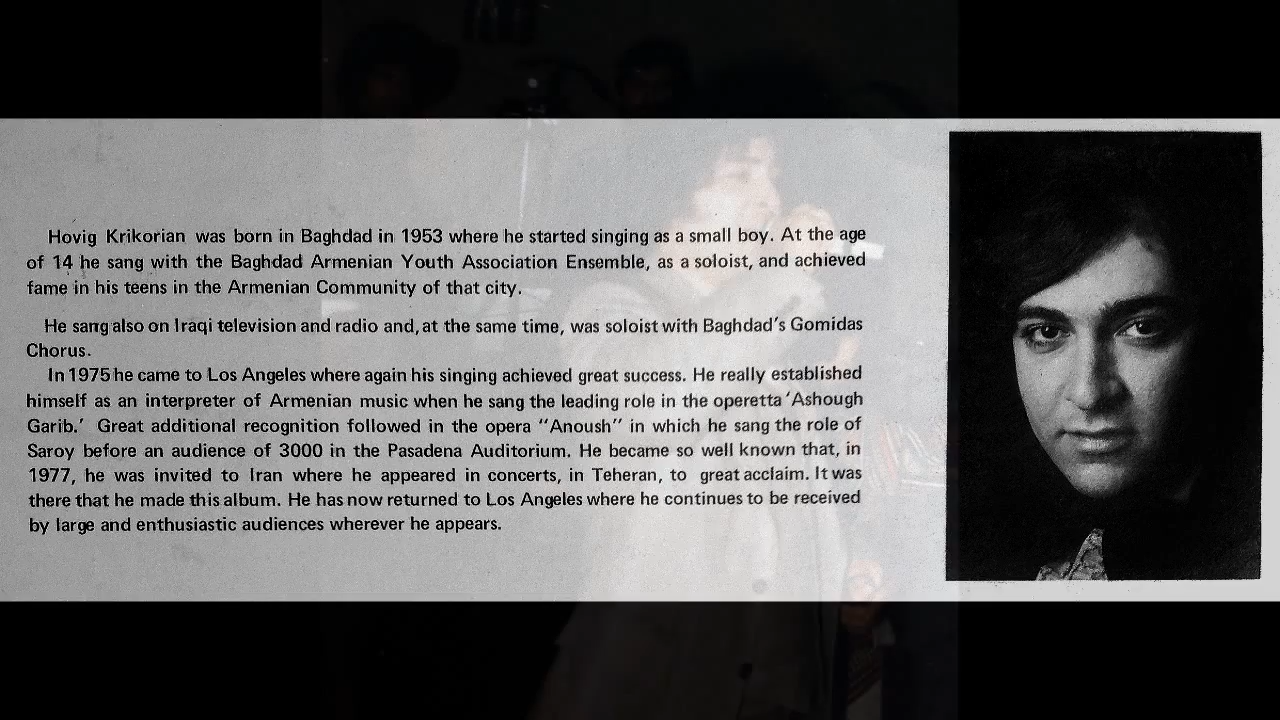 Hovig Krikorian was born in Baghdad in 1953 where he started singing as a small boy. At the age
of 14 he sang with the Baghdad Armenian Youth Association Ensemble, as a soloist, and achieved
fame in his teens in the Armenian Community of that city.
He sang also on Iraqi television and radio and, at the same time, was soloist with Baghdad's Gomidas
Chorus.
In 1975 he came to Los Angeles where again his singing achieved great success. He really established
himself as an interpreter of Armenian music when he sang the leading role in the operetta 'Ashough
Garib.' Great additional recognition followed in the opera "Anoush" in which he sang the role of
Saroy before an audience of 3000 in the Pasadena Auditorium. He became so well known that, in
1977, he was invited to Iran where he appeared in concerts, in Teheran, to great acclaim. It was
there that he made this album. He has now returned to Los Angeles where he continues to be received
by large and enthusiastic audiences wherever he appears.